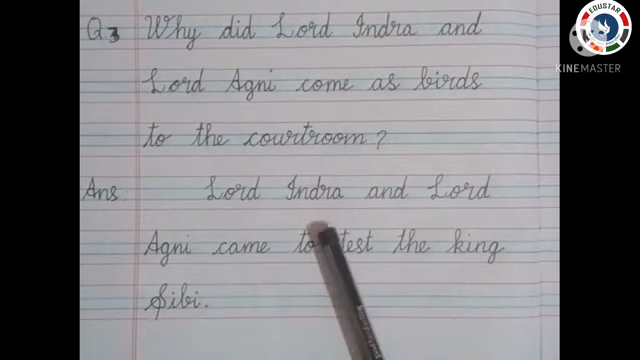 EDUSTAR
KINEMASTER
Q3 Why did Lord Indra and
Lord Agni come as birds
to the courtroom?
Ans Lord Indra and Lord
Agni came to test the king
Sibi.